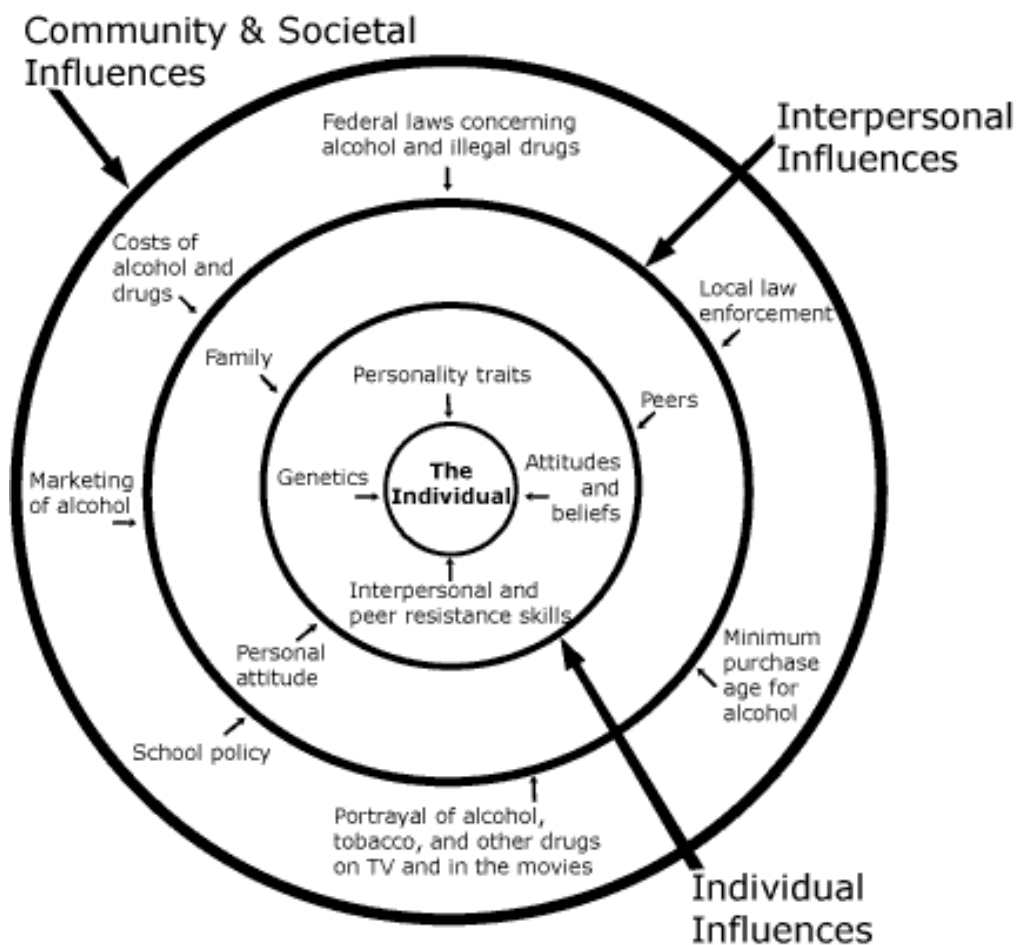 Community & Societal
Influences
Interpersonal
Influences
Federal laws concerning
alcohol and illegal drugs
Costs of
alcohol and
drugs
Local law
enforcement
Family
Personality traits
Peers
Marketing
of alcohol
Genetics
The
Individual
Attitudes
and
beliefs
Interpersonal and
peer resistance skills
Personal
attitude
Minimum
purchase
age for
alcohol
School policy
Portrayal of alcohol,
tobacco, and other drugs
on TV and in the movies
Individual
Influences